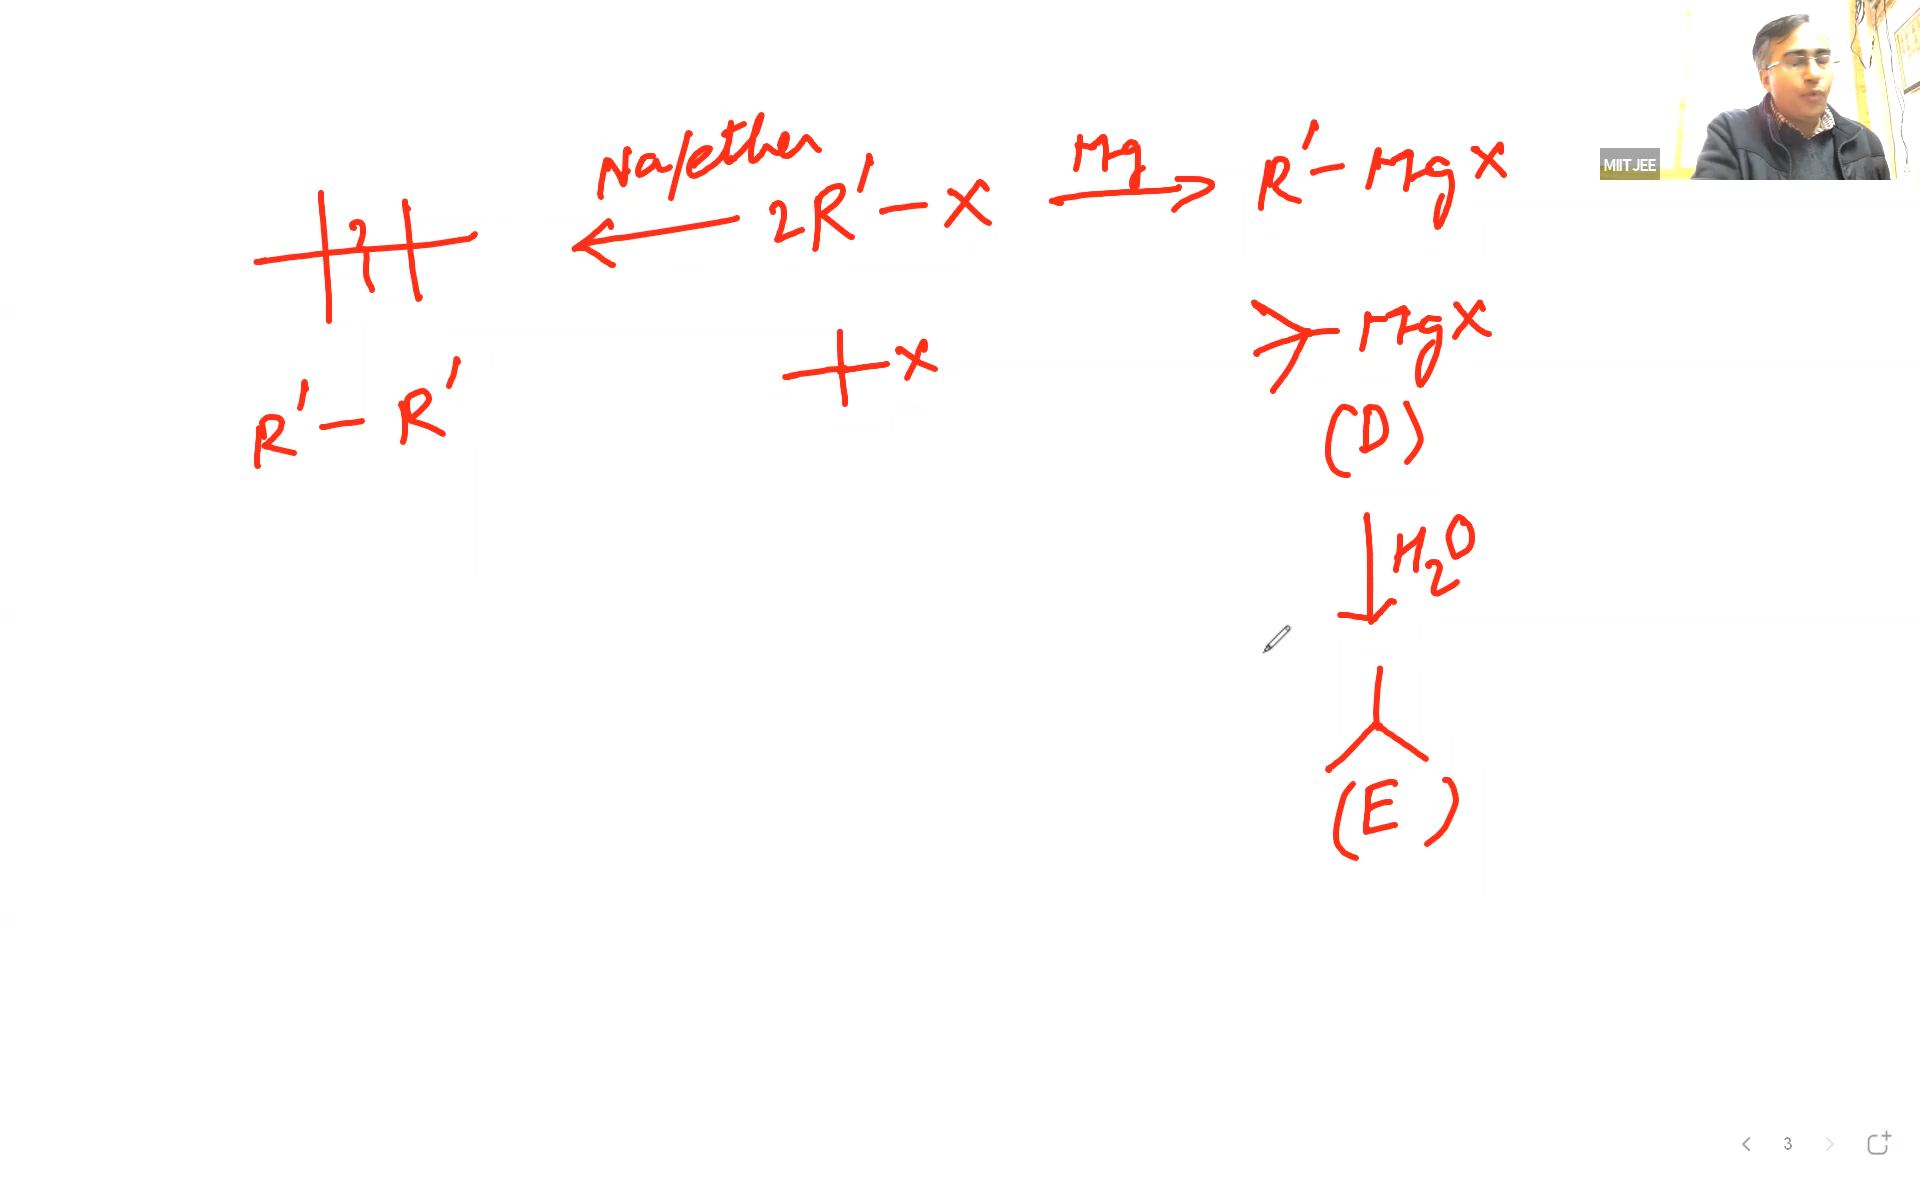 Na/ether
2R'–X
Mg
R'–MgX
MIIT JEE
R'–R'
X
MgX
(D)
H₂O
(E)
3